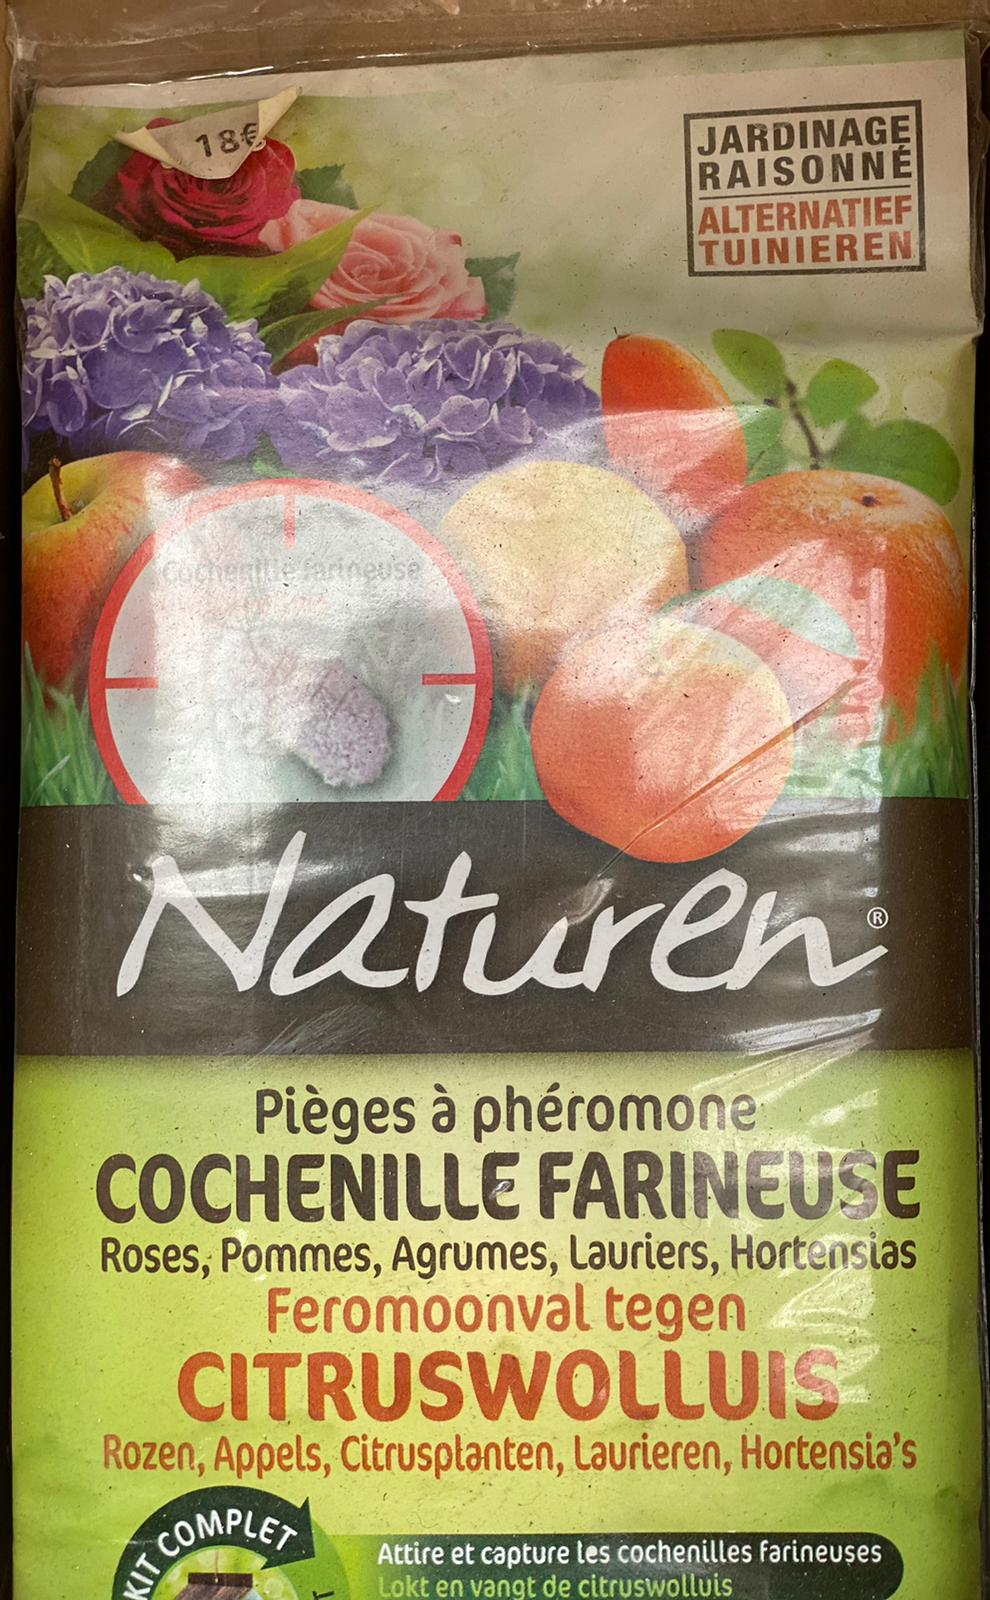 18€
JARDINAGE
RAISONNÉ
ALTERNATIEF
TUINIEREN
Cochenille farineuse
Naturen®
Pièges à phéromone
COCHENILLE FARINEUSE
Roses, Pommes, Agrumes, Lauriers, Hortensias
Feromoonval tegen
CITRUSWOLLUIS
Rozen, Appels, Citrusplanten, Laurieren, Hortensia's
KIT COMPLET
Attire et capture les cochenilles farineuses
Lokt en vangt de citruswolluis